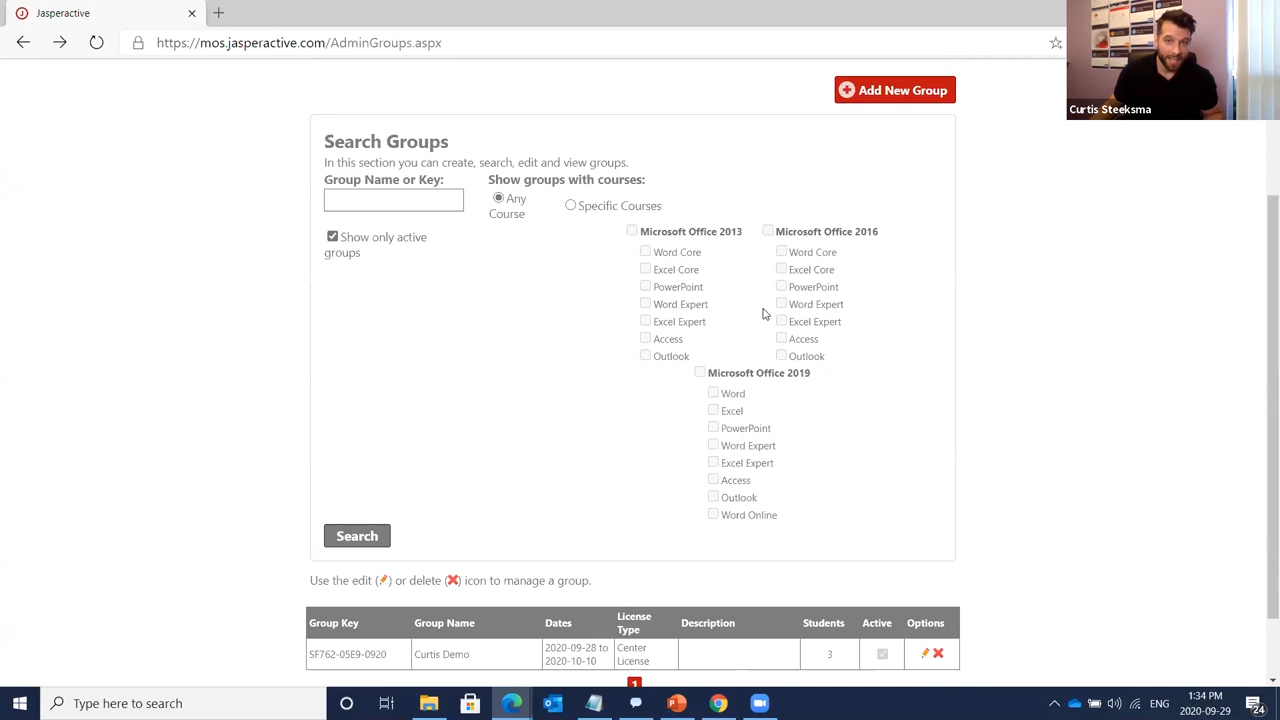 Jasperactive
https://mos.jasperactive.com/AdminGroups.aspx
Curtis Steeksma
Add New Group
Search Groups
In this section you can create, search, edit and view groups.
Group Name or Key:
Show groups with courses:
Any Course
Specific Courses
Show only active groups
Microsoft Office 2013
Word Core
Excel Core
PowerPoint
Word Expert
Excel Expert
Access
Outlook
Microsoft Office 2016
Word Core
Excel Core
PowerPoint
Word Expert
Excel Expert
Access
Outlook
Microsoft Office 2019
Word
Excel
PowerPoint
Word Expert
Excel Expert
Access
Outlook
Word Online
Search
Use the edit ( ) or delete ( ) icon to manage a group.
Group Key Group Name Dates License Type Description Students Active Options
SF762-05E9-0920 Curtis Demo 2020-09-28 to 2020-10-10 Center License 3
1
Type here to search
1:34 PM
2020-09-29
24